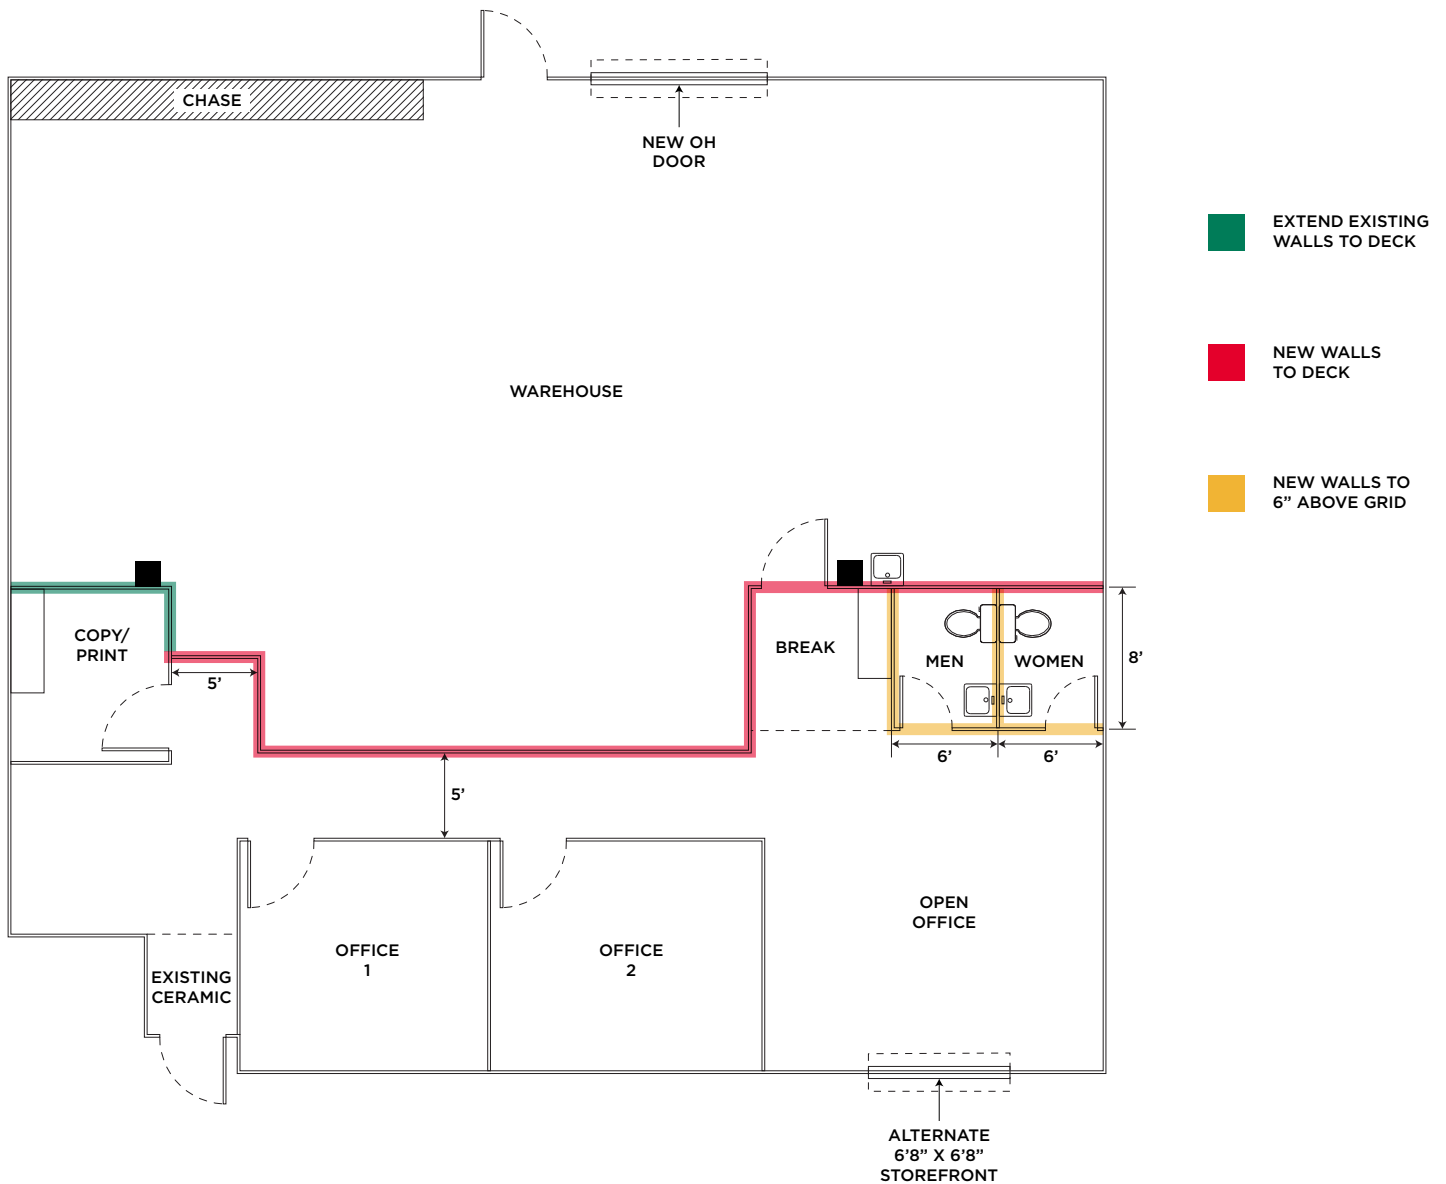 CHASE
NEW OH
DOOR
EXTEND EXISTING
WALLS TO DECK
NEW WALLS
TO DECK
WAREHOUSE
NEW WALLS TO
6” ABOVE GRID
COPY/
PRINT
BREAK
MEN
WOMEN
8’
5’
6’
6’
5’
OPEN
OFFICE
OFFICE
1
OFFICE
2
EXISTING
CERAMIC
ALTERNATE
6’8” X 6’8”
STOREFRONT